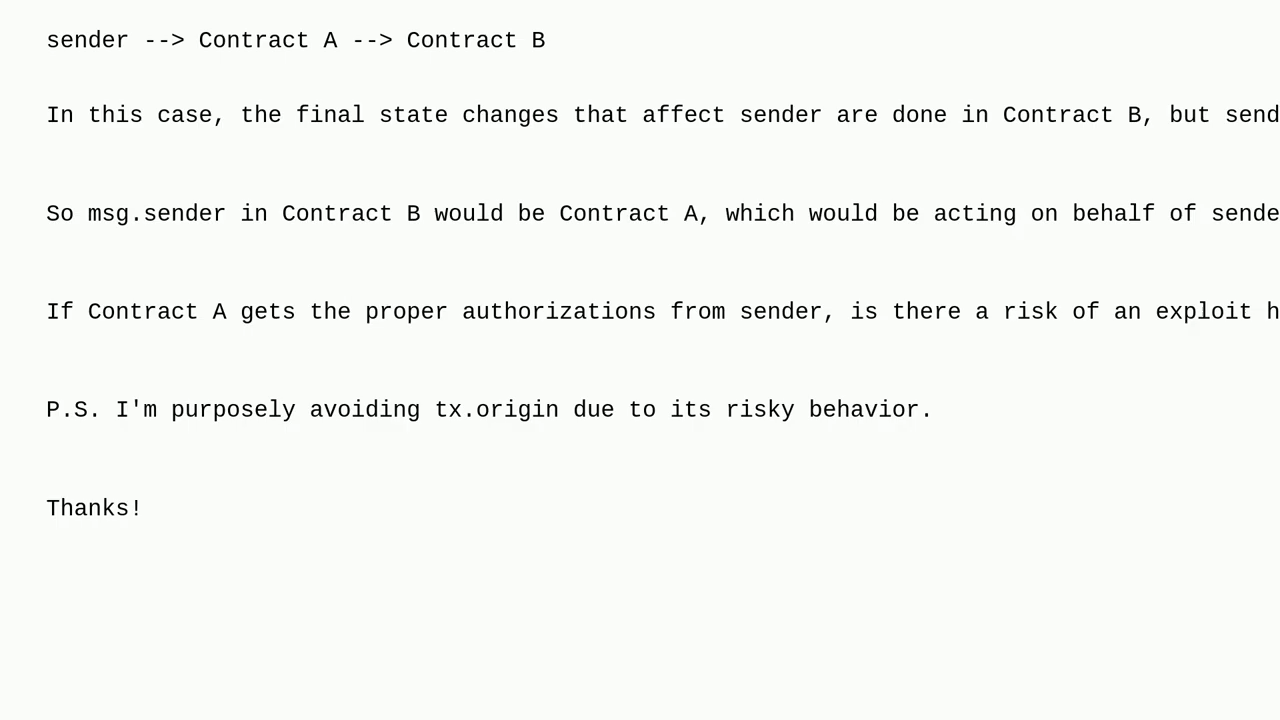 sender --> Contract A --> Contract B
In this case, the final state changes that affect sender are done in Contract B, but send
So msg.sender in Contract B would be Contract A, which would be acting on behalf of sende
If Contract A gets the proper authorizations from sender, is there a risk of an exploit h
P.S. I'm purposely avoiding tx.origin due to its risky behavior.
Thanks!